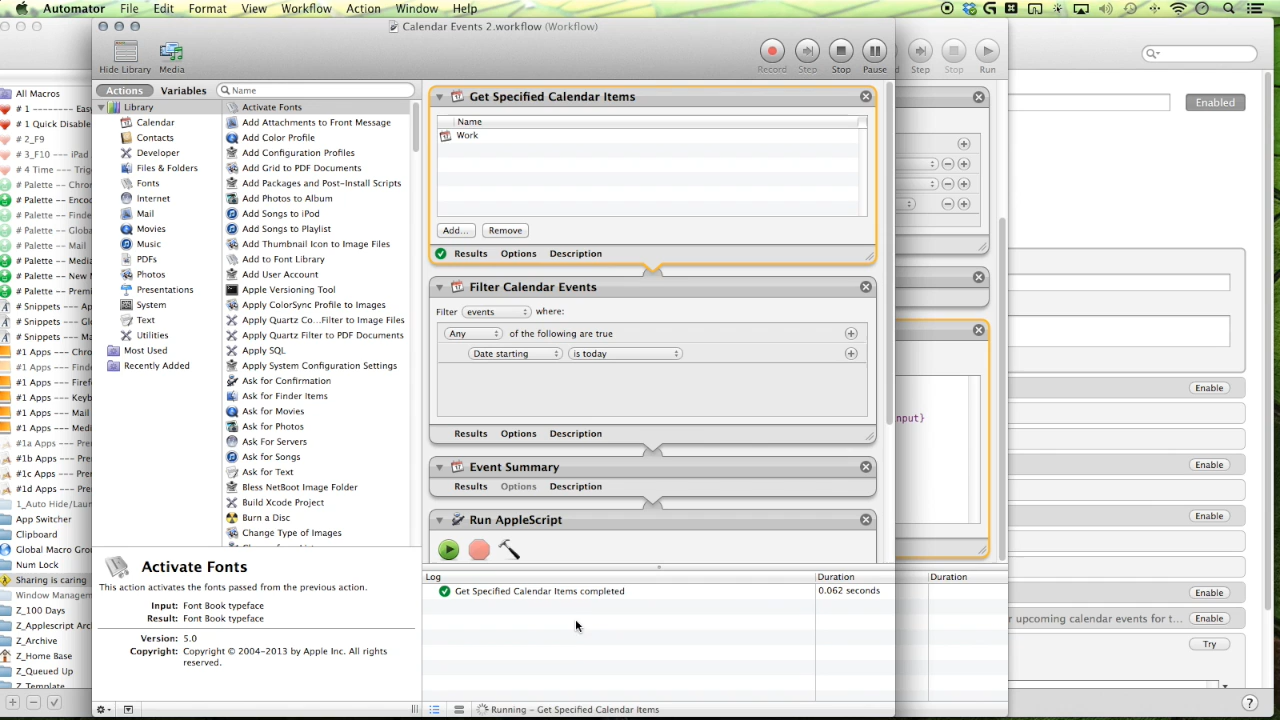 Automator File Edit Format View Workflow Action Window Help
Calendar Events 2.workflow (Workflow)
Hide Library Media Record Step Stop Pause Step Stop Run
Actions Variables Name
Enabled
All Macros
# 1 -------- Easy
# 1 Quick Disable
# 2_F9
# 3_F10 --- iPad
# 4 Time -- Trig
# Palette -- Chro
# Palette -- Enco
# Palette -- Finde
# Palette -- Globa
# Palette -- Mail
# Palette -- Media
# Palette -- New M
# Palette -- Premi
# Snippets -- Ap
# Snippets -- Glo
# Snippets -- Ma
#1 Apps --- Chro
#1 Apps --- Finde
#1 Apps --- Firef
#1 Apps --- Keyb
#1 Apps --- Mail
#1 Apps --- Medi
#1a Apps --- Pre
#1b Apps --- Pre
#1c Apps --- Pre
#1d Apps --- Pre
1_Auto Hide/Laun
App Switcher
Clipboard
Global Macro Gro
Num Lock
Sharing is caring
Window Manageme
Z_100 Days
Z_Applescript Arc
Z_Archive
Z_Home Base
Z_Queued Up
Z_Template
Library
Calendar
Contacts
Developer
Files & Folders
Fonts
Internet
Mail
Movies
Music
PDFs
Photos
Presentations
System
Text
Utilities
Most Used
Recently Added
Activate Fonts
Add Attachments to Front Message
Add Color Profile
Add Configuration Profiles
Add Grid to PDF Documents
Add Packages and Post-Install Scripts
Add Photos to Album
Add Songs to iPod
Add Songs to Playlist
Add Thumbnail Icon to Image Files
Add to Font Library
Add User Account
Apply Versioning Tool
Apply ColorSync Profile to Images
Apply Quartz Co...Filter to Image Files
Apply Quartz Filter to PDF Documents
Apply SQL
Apply System Configuration Settings
Ask for Confirmation
Ask for Finder Items
Ask for Movies
Ask for Photos
Ask For Servers
Ask for Songs
Ask for Text
Bless NetBoot Image Folder
Build Xcode Project
Burn a Disc
Change Type of Images
Activate Fonts
This action activates the fonts passed from the previous action.
Input: Font Book typeface
Result: Font Book typeface
Version: 5.0
Copyright: Copyright © 2004-2013 by Apple Inc. All rights
reserved.
Get Specified Calendar Items
Name
Work
Add... Remove
Results Options Description
Filter Calendar Events
Filter events where:
Any of the following are true
Date starting is today
Results Options Description
Event Summary
Results Options Description
Run AppleScript
Log Duration
Get Specified Calendar Items completed 0.062 seconds
Running - Get Specified Calendar Items
nput}
Duration
Enable
Enable
Enable
Enable
r upcoming calendar events for t... Enable
Try